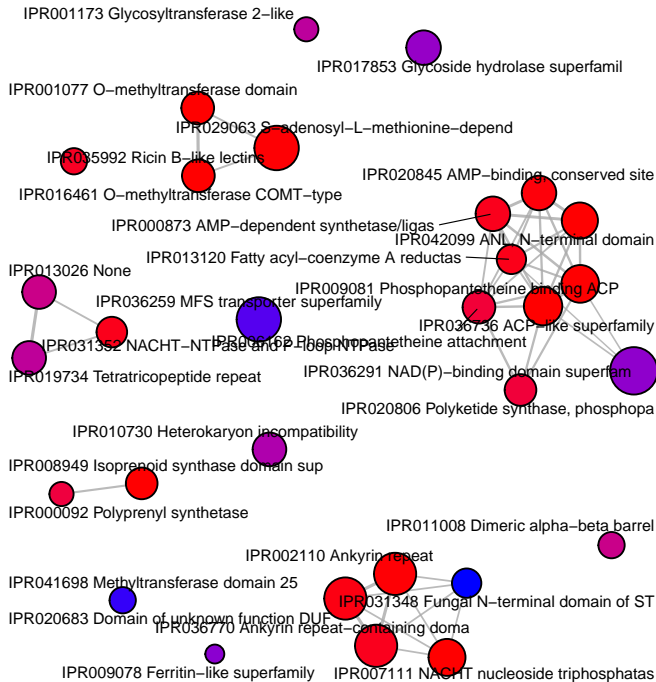 IPR001173 Glycosyltransferase 2−like
IPR017853 Glycoside hydrolase superfamil
IPR001077 O−methyltransferase domain
IPR029063 S−adenosyl−L−methionine−depend
IPR035992 Ricin B−like lectins
IPR016461 O−methyltransferase COMT−type
IPR020845 AMP−binding, conserved site
IPR000873 AMP−dependent synthetase/ligas
IPR042099 ANL, N−terminal domain
IPR013120 Fatty acyl−coenzyme A reductas
IPR013026 None
IPR009081 Phosphopantetheine binding ACP
IPR036259 MFS transporter superfamily
IPR036736 ACP−like superfamily
IPR006162 Phosphopantetheine attachment
IPR031352 NACHT−NTPase and P−loop NTPase
IPR036291 NAD(P)−binding domain superfam
IPR019734 Tetratricopeptide repeat
IPR020806 Polyketide synthase, phosphopa
IPR010730 Heterokaryon incompatibility
IPR008949 Isoprenoid synthase domain sup
IPR000092 Polyprenyl synthetase
IPR011008 Dimeric alpha−beta barrel
IPR002110 Ankyrin repeat
IPR041698 Methyltransferase domain 25
IPR031348 Fungal N−terminal domain of ST
IPR020683 Domain of unknown function DUF
IPR036770 Ankyrin repeat−containing doma
IPR009078 Ferritin−like superfamily
IPR007111 NACHT nucleoside triphosphatas